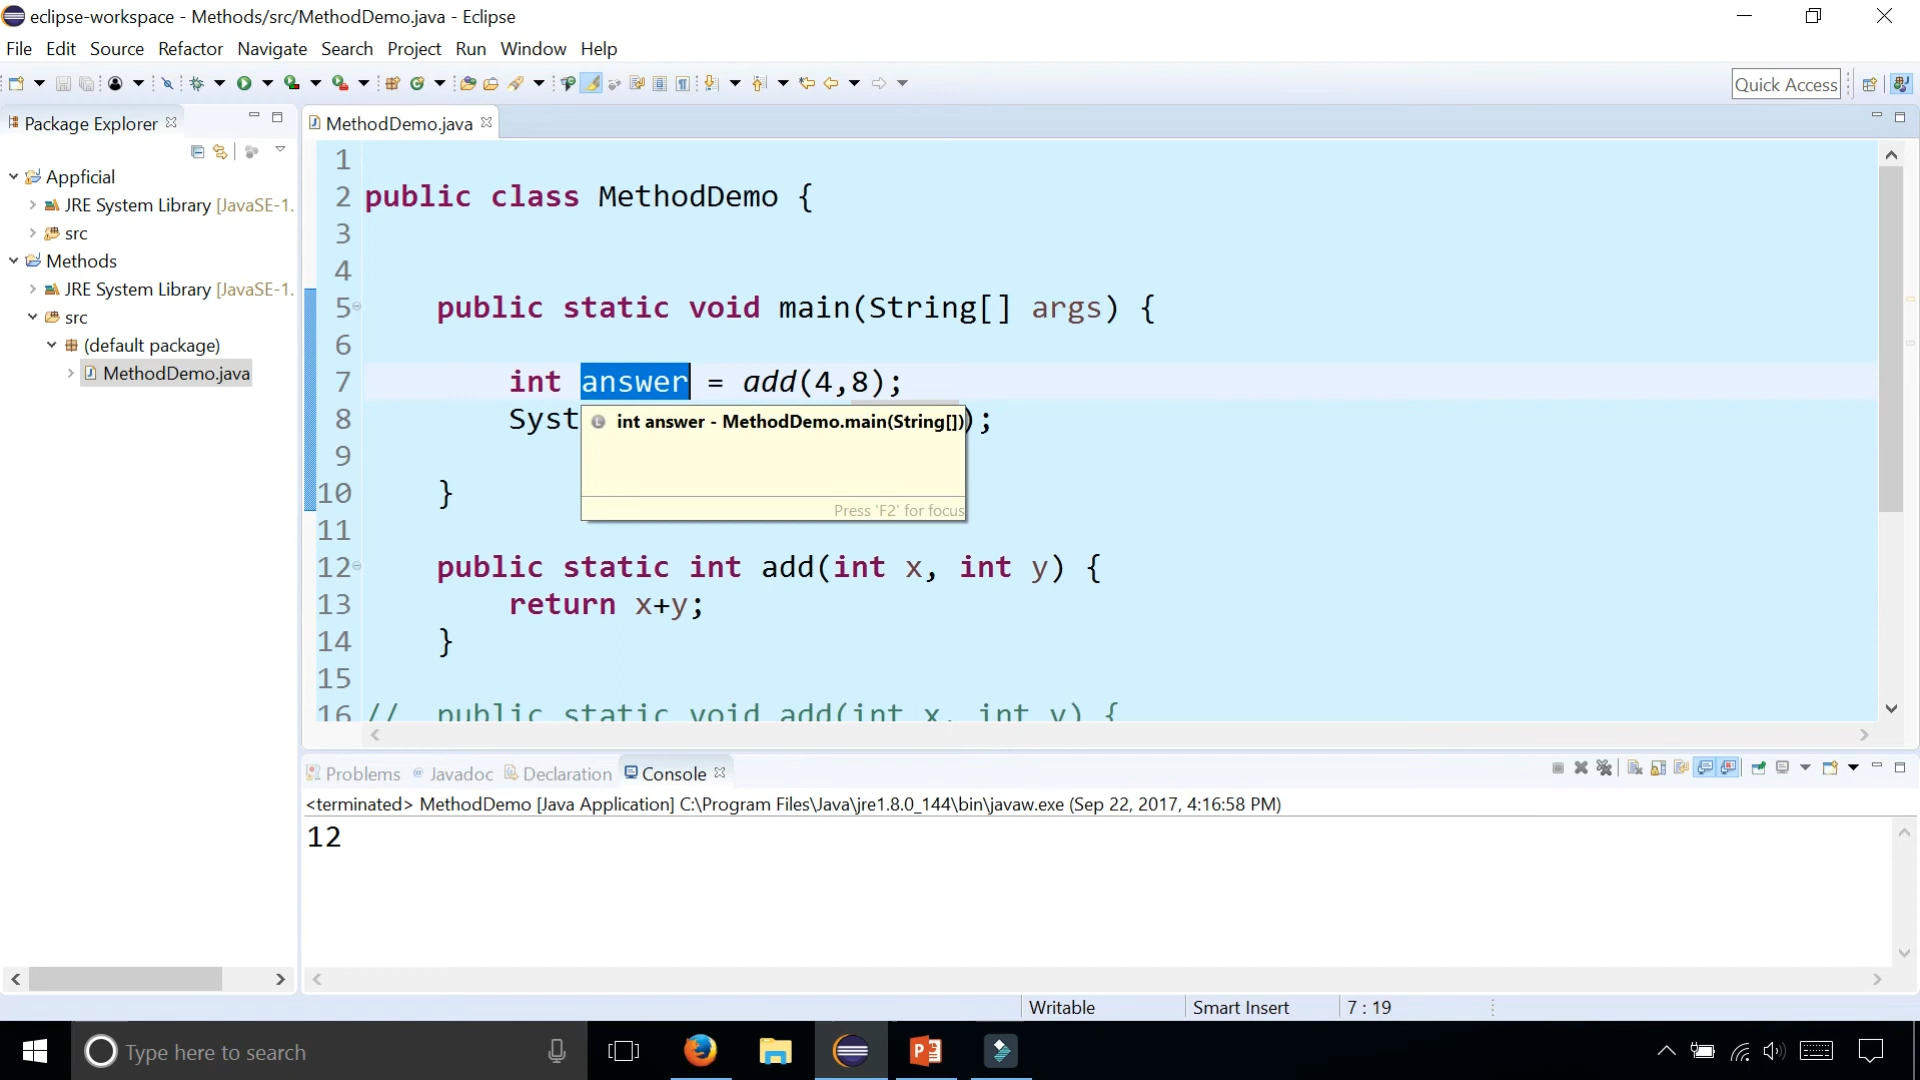 eclipse-workspace - Methods/src/MethodDemo.java - Eclipse
File Edit Source Refactor Navigate Search Project Run Window Help
Quick Access
Package Explorer
MethodDemo.java
Appficial
JRE System Library [JavaSE-1.
src
Methods
JRE System Library [JavaSE-1.
src
(default package)
MethodDemo.java
1
2 public class MethodDemo {
3
4
5 public static void main(String[] args) {
6
7 int answer = add(4,8);
8 Syst );
int answer - MethodDemo.main(String[])
Press 'F2' for focus
9
10 }
11
12 public static int add(int x, int y) {
13 return x+y;
14 }
15
16 // public static void add(int x, int y) {
Problems Javadoc Declaration Console
<terminated> MethodDemo [Java Application] C:\Program Files\Java\jre1.8.0_144\bin\javaw.exe (Sep 22, 2017, 4:16:58 PM)
12
Writable Smart Insert 7 : 19
Type here to search